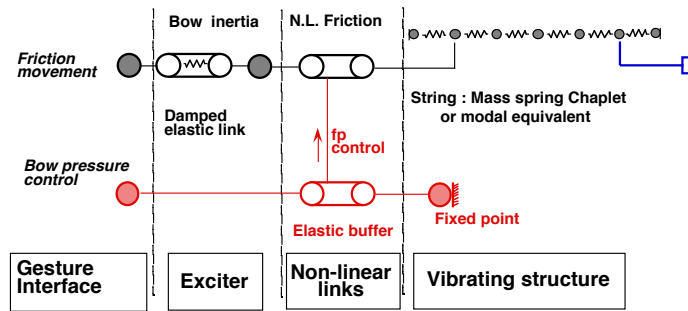 Bow inertia
N.L. Friction
Friction
movement
Damped
elastic link
String : Mass spring Chaplet
or modal equivalent
fp
control
Bow pressure
control
Elastic buffer
Fixed point
Gesture
Interface
Exciter
Non-linear
links
Vibrating structure